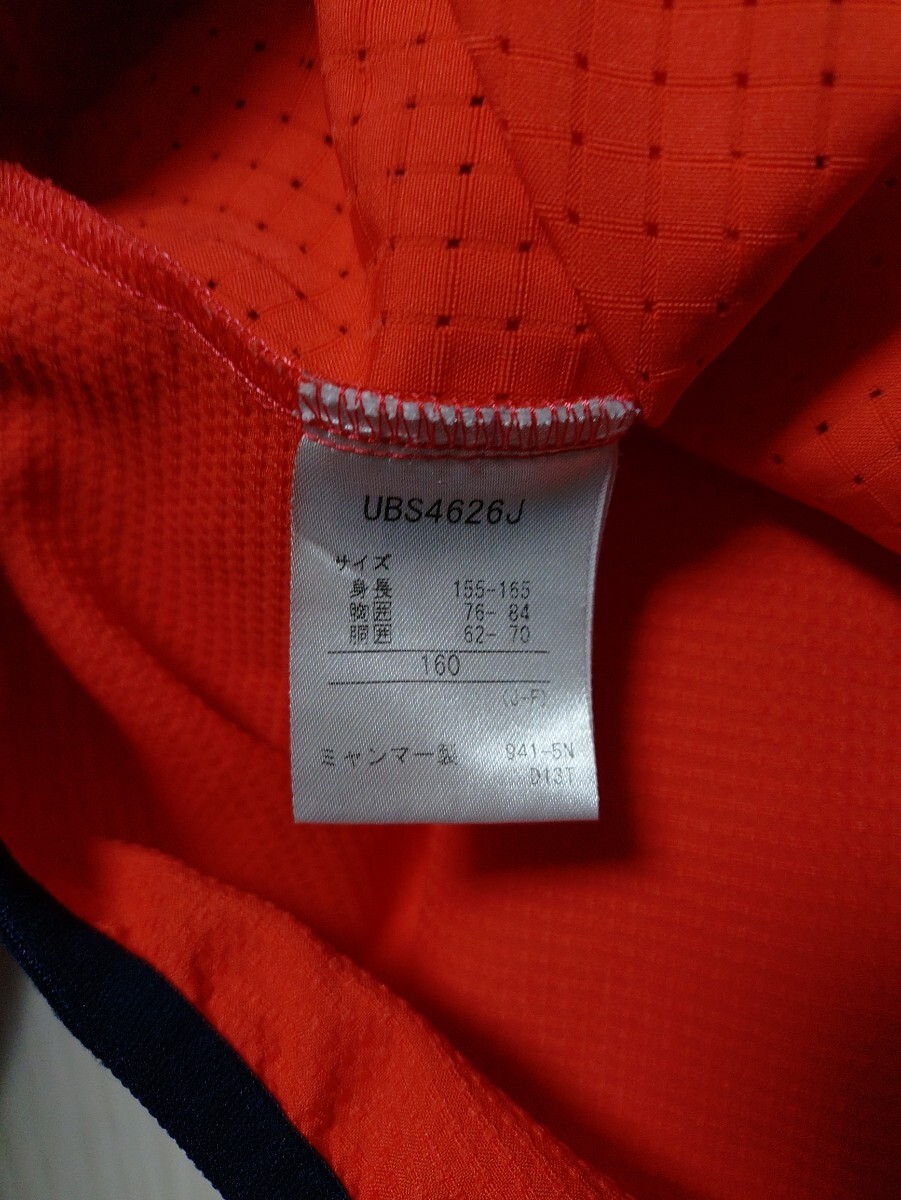 UBS4626J
サイズ
身長 155-165
胸囲 76- 84
胴囲 62- 70
160
(J-F)
ミャンマー製 941-5N
D13T